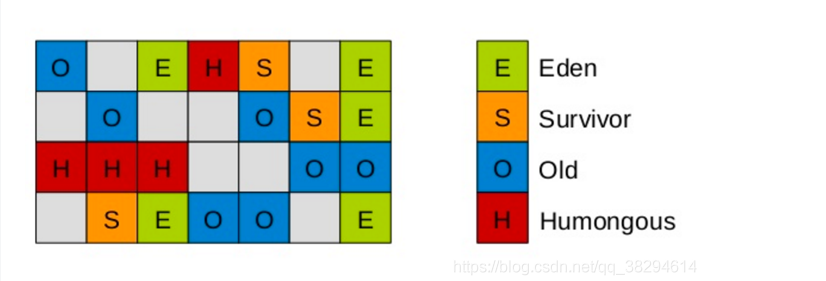 O E H S E E Eden
O O S E S Survivor
H H H O O O Old
S E O O E H Humongous
https://blog.csdn.net/qq_38294614